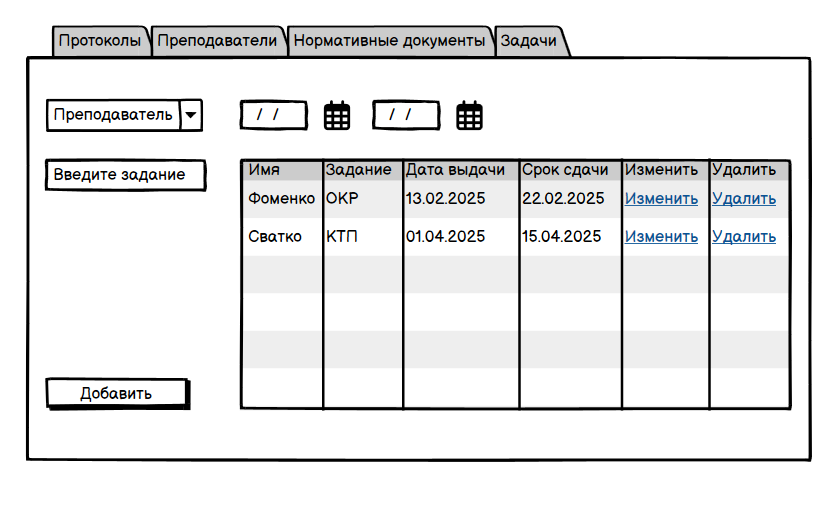 Протоколы Преподаватели Нормативные документы Задачи
Преподаватель / / / /
Введите задание
Имя Задание Дата выдачи Срок сдачи Изменить Удалить
Фоменко ОКР 13.02.2025 22.02.2025 Изменить Удалить
Сватко КТП 01.04.2025 15.04.2025 Изменить Удалить
Добавить